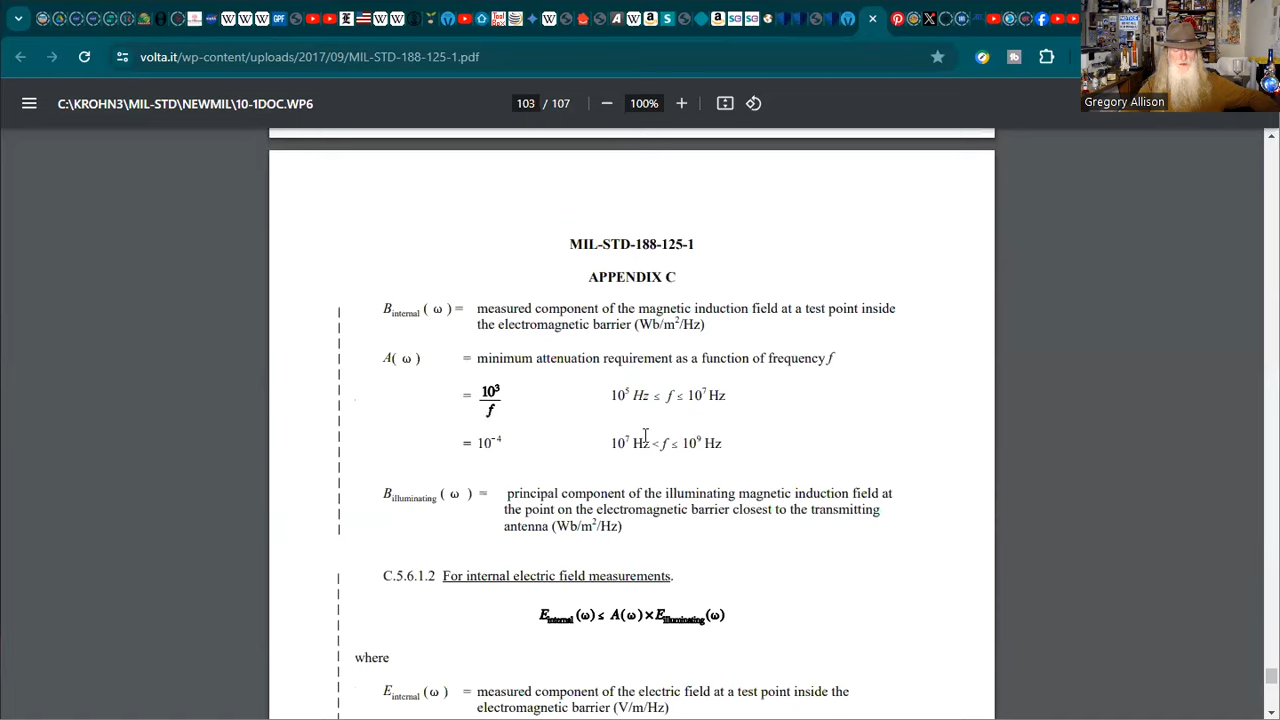 volta.it/wp-content/uploads/2017/09/MIL-STD-188-125-1.pdf
C:\KROHN3\MIL-STD\NEWMIL\10-1DOC.WP6
103 / 107
100%
Gregory Allison
MIL-STD-188-125-1
APPENDIX C
B internal ( ω ) = measured component of the magnetic induction field at a test point inside
the electromagnetic barrier (Wb/m²/Hz)
A( ω ) = minimum attenuation requirement as a function of frequency f
= 10³/f 10⁵ Hz ≤ f ≤ 10⁷ Hz
= 10⁻⁴ 10⁷ Hz < f ≤ 10⁹ Hz
B illuminating ( ω ) = principal component of the illuminating magnetic induction field at
the point on the electromagnetic barrier closest to the transmitting
antenna (Wb/m²/Hz)
C.5.6.1.2 For internal electric field measurements.
E internal (ω) ≤ A(ω)×E illuminating (ω)
where
E internal ( ω ) = measured component of the electric field at a test point inside the
electromagnetic barrier (V/m/Hz)